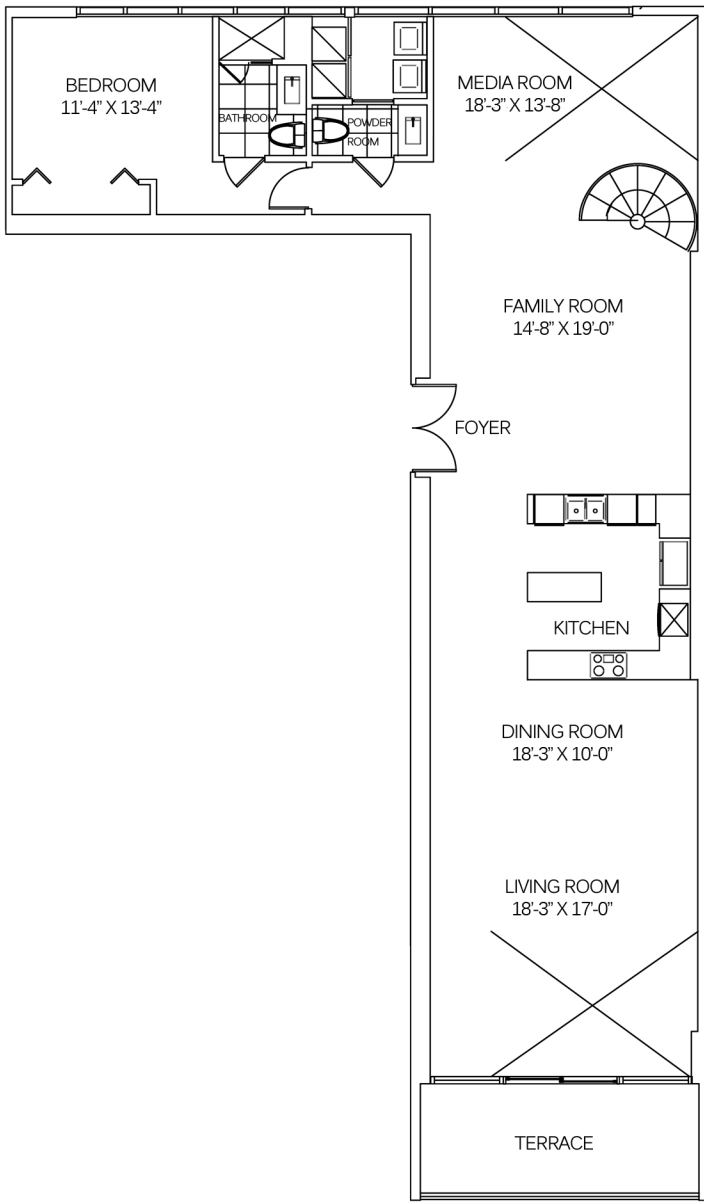 BEDROOM
11'-4" X 13'-4"
BATHROOM
POWDER
ROOM
MEDIA ROOM
18'-3" X 13'-8"
FAMILY ROOM
14'-8" X 19'-0"
FOYER
KITCHEN
DINING ROOM
18'-3" X 10'-0"
LIVING ROOM
18'-3" X 17'-0"
TERRACE